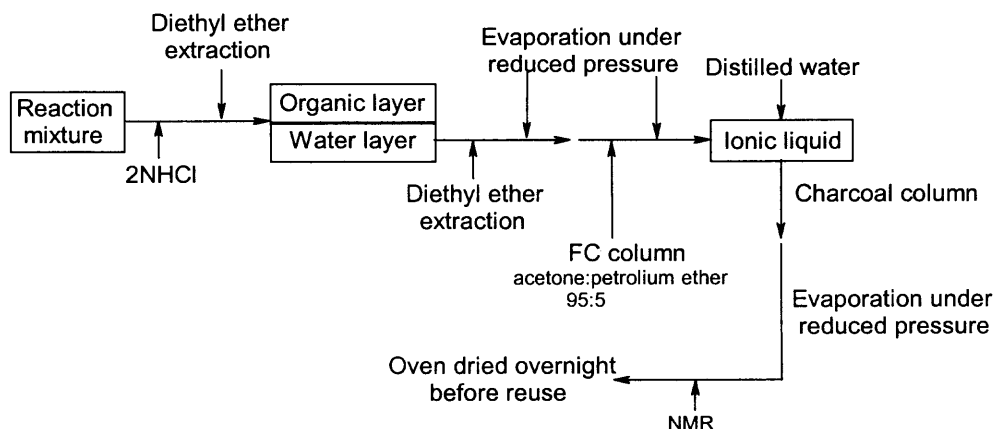 Diethyl ether
extraction
Evaporation under
reduced pressure
Distilled water
Reaction
mixture
Organic layer
Water layer
Ionic liquid
2NHCl
Diethyl ether
extraction
Charcoal column
FC column
acetone:petrolium ether
95:5
Evaporation under
reduced pressure
Oven dried overnight
before reuse
NMR